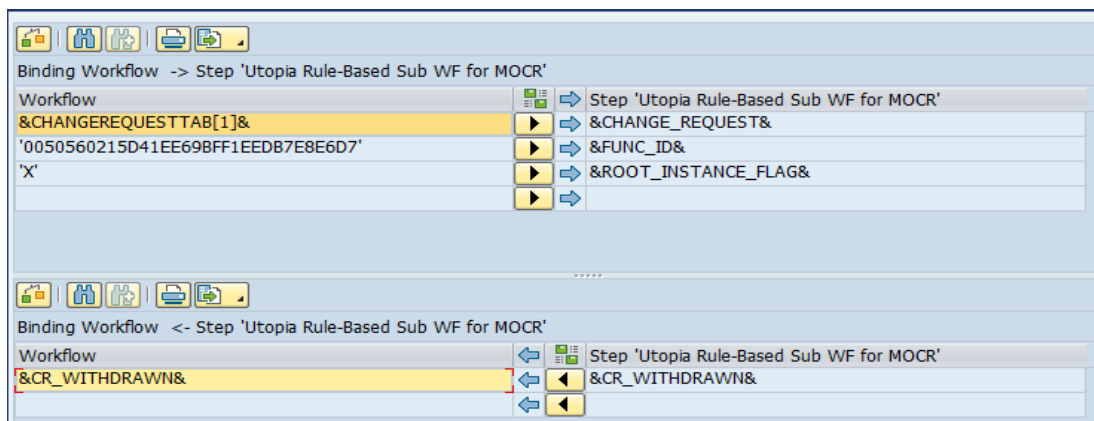 Binding Workflow -> Step 'Utopia Rule-Based Sub WF for MOCR'
Workflow Step 'Utopia Rule-Based Sub WF for MOCR'
&CHANGEREQUESTTAB[1]& &CHANGE_REQUEST&
'0050560215D41EE69BFF1EEDB7E8E6D7' &FUNC_ID&
'X' &ROOT_INSTANCE_FLAG&
Binding Workflow <- Step 'Utopia Rule-Based Sub WF for MOCR'
Workflow Step 'Utopia Rule-Based Sub WF for MOCR'
&CR_WITHDRAWN& &CR_WITHDRAWN&